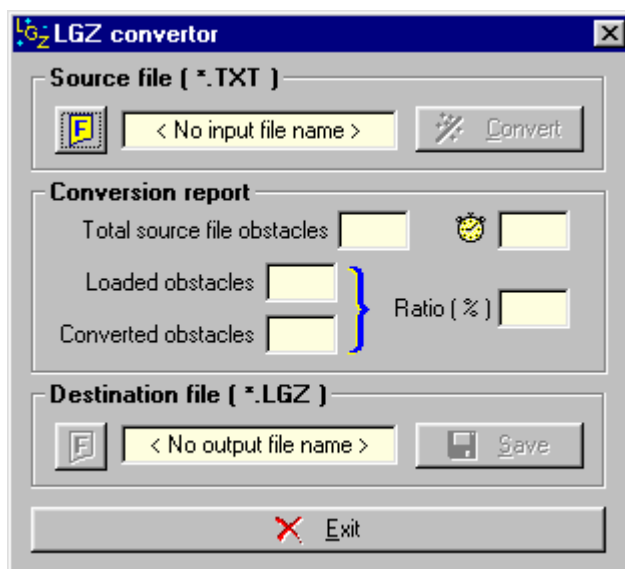 LGZ LGZ convertor
Source file ( *.TXT )
F < No input file name > Convert
Conversion report
Total source file obstacles
Loaded obstacles
Ratio ( % )
Converted obstacles
Destination file ( *.LGZ )
F < No output file name > Save
Exit